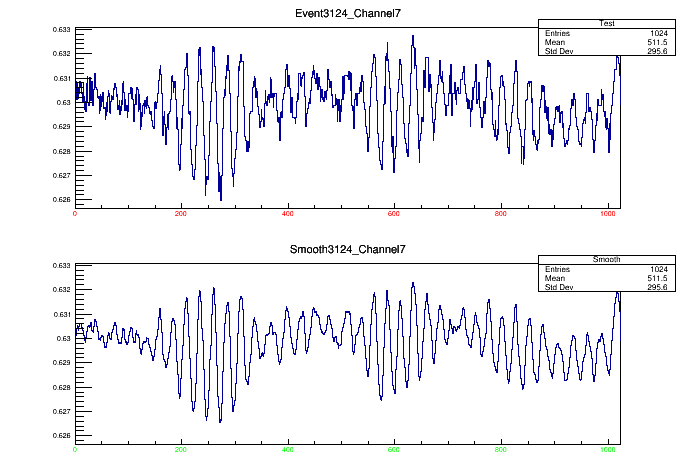 Event3124_Channel7
Test
Entries 1024
Mean 511.5
Std Dev 295.6
0.633
0.632
0.631
0.63
0.629
0.628
0.627
0.626
0 200 400 600 800 1000
Smooth3124_Channel7
Smooth
Entries 1024
Mean 511.5
Std Dev 295.6
0.633
0.632
0.631
0.63
0.629
0.628
0.627
0.626
0 200 400 600 800 1000